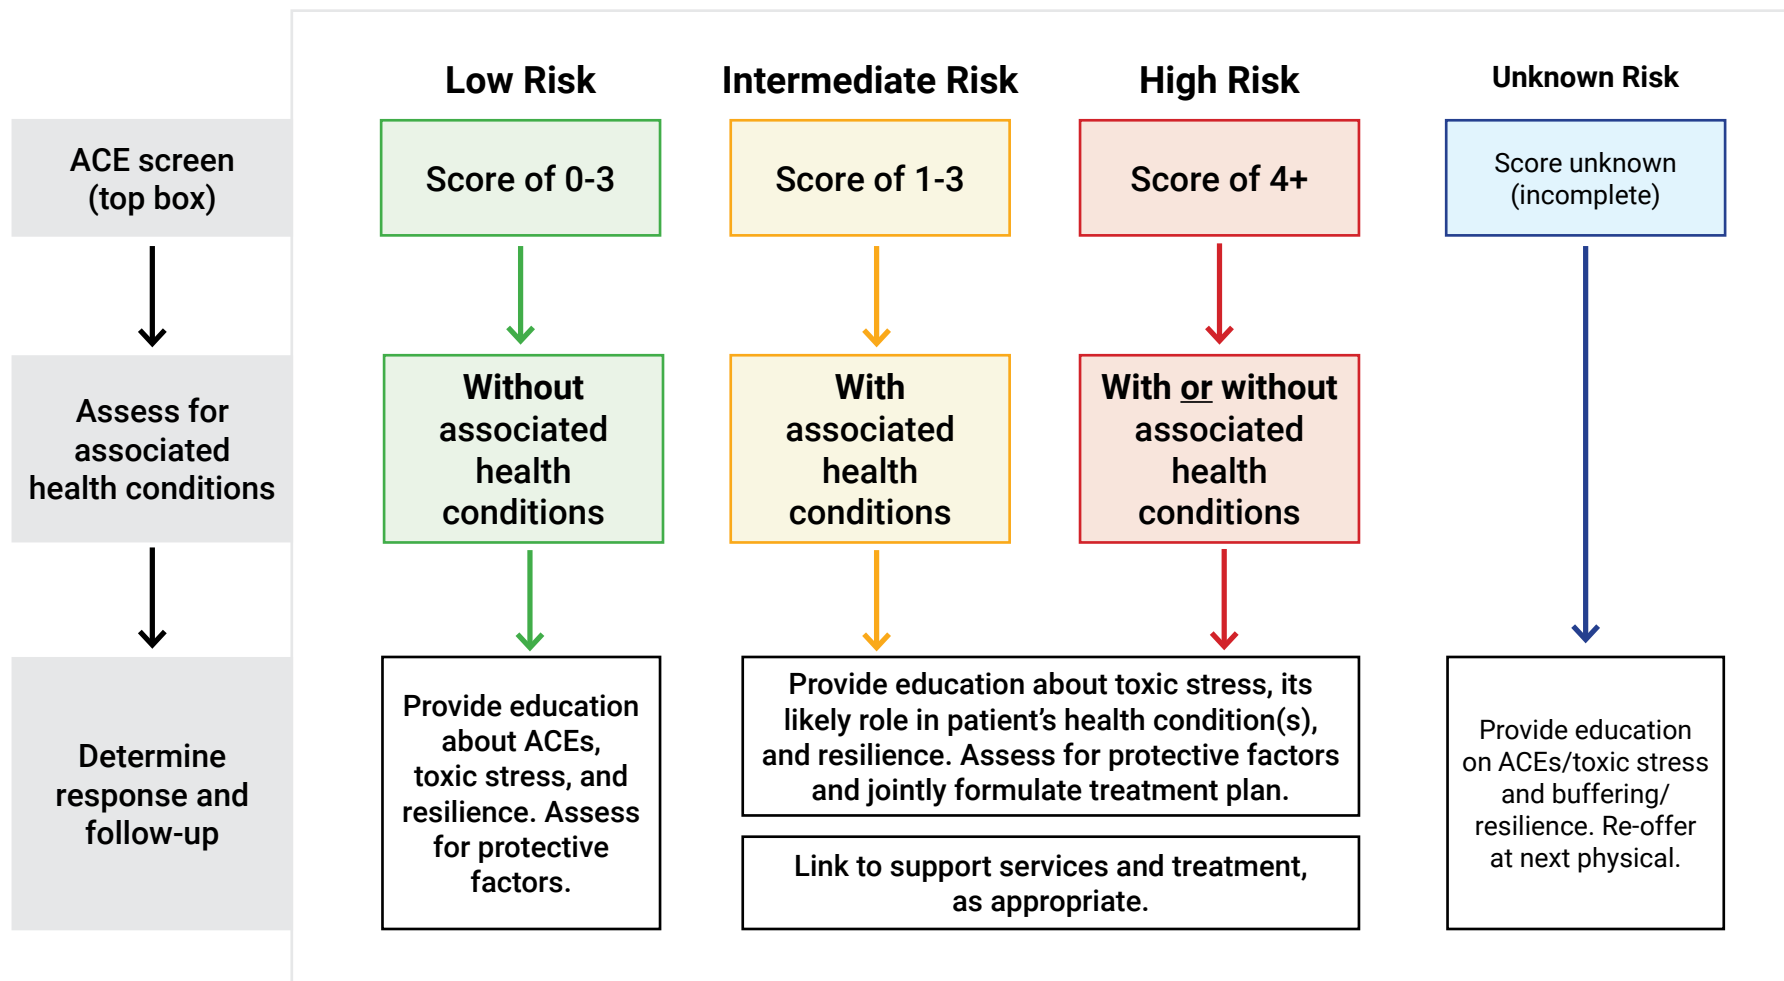 Low Risk
Intermediate Risk
High Risk
Unknown Risk
ACE screen
(top box)
Score of 0-3
Score of 1-3
Score of 4+
Score unknown
(incomplete)
Assess for
associated
health conditions
Without
associated
health
conditions
With
associated
health
conditions
With or without
associated
health
conditions
Determine
response and
follow-up
Provide education
about ACEs,
toxic stress, and
resilience. Assess
for protective
factors.
Provide education about toxic stress, its
likely role in patient’s health condition(s),
and resilience. Assess for protective factors
and jointly formulate treatment plan.
Link to support services and treatment,
as appropriate.
Provide education
on ACEs/toxic stress
and buffering/
resilience. Re-offer
at next physical.